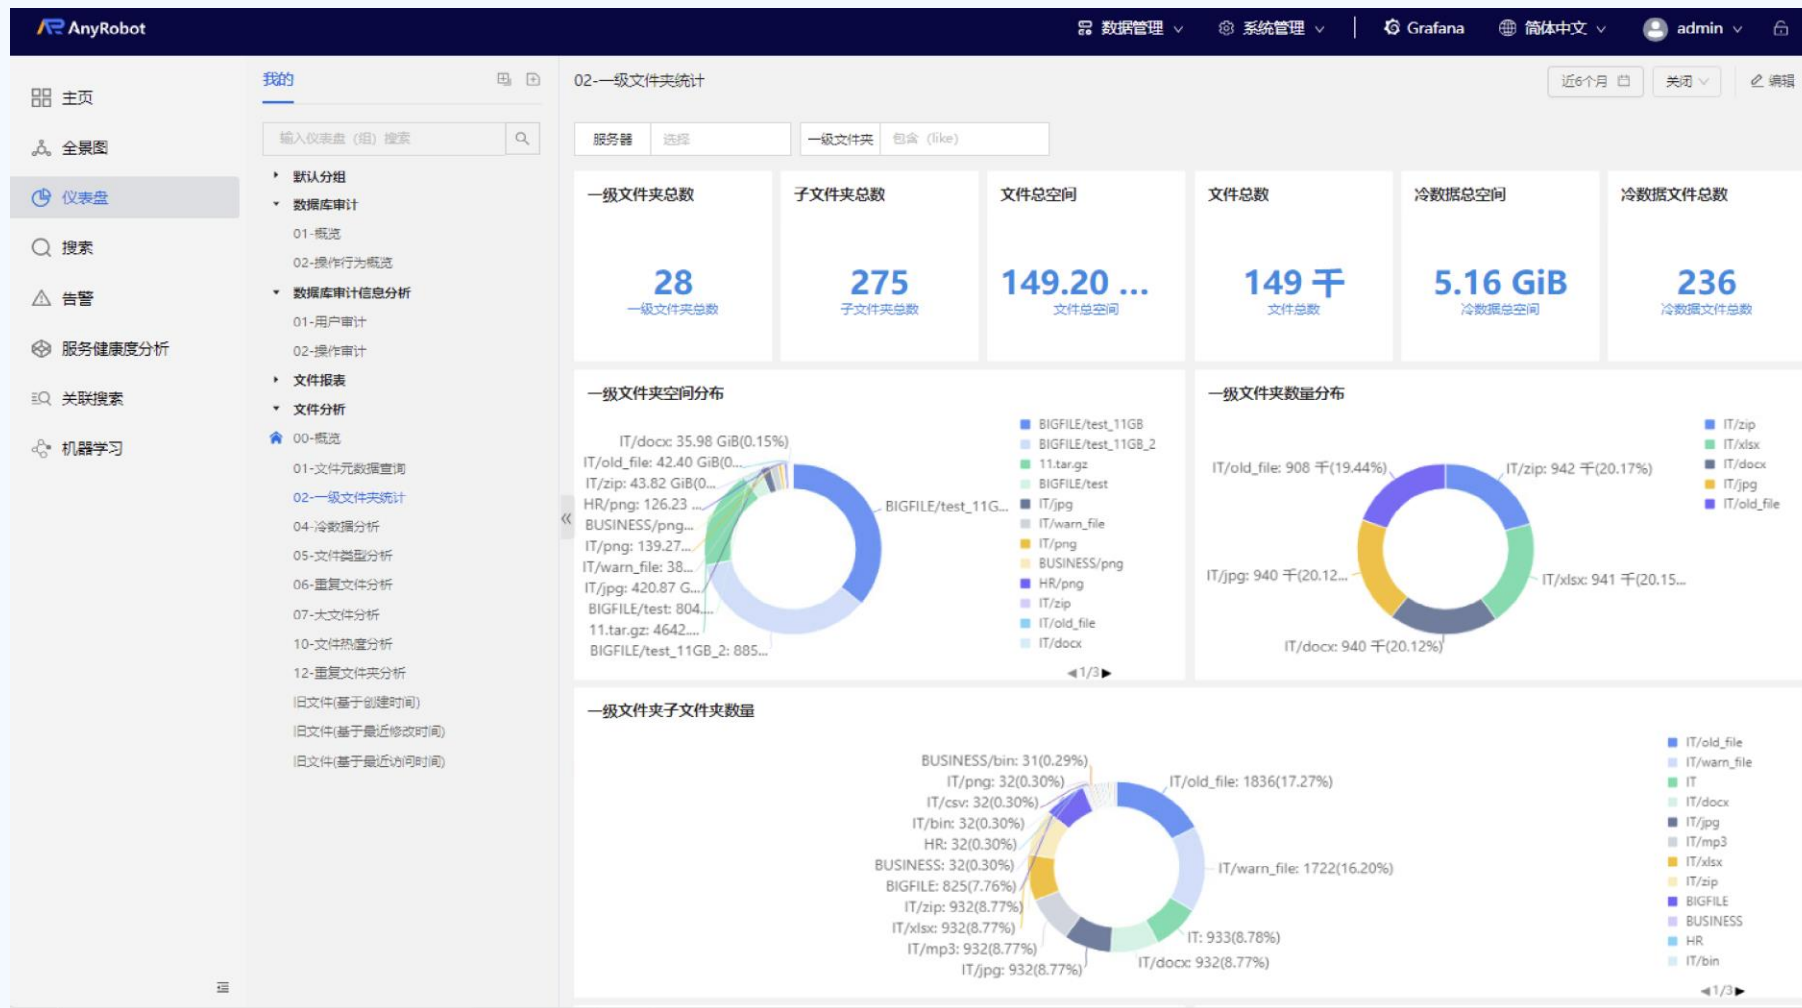 AnyRobot
数据管理
系统管理
Grafana
简体中文
admin
主页
全景图
仪表盘
搜索
告警
服务健康度分析
关联搜索
机器学习
我的
输入仪表盘（组）搜索
默认分组
数据库审计
01-概览
02-操作行为概览
数据库审计信息分析
01-用户审计
02-操作审计
文件报表
文件分析
00-概览
01-文件元数据查询
02-一级文件夹统计
04-冷数据分析
05-文件类型分析
06-重复文件分析
07-大文件分析
10-文件热度分析
12-重复文件夹分析
旧文件(基于创建时间)
旧文件(基于最近修改时间)
旧文件(基于最近访问时间)
02-一级文件夹统计
近6个月
关闭
编辑
服务器
选择
一级文件夹
包含（like）
一级文件夹总数
28
一级文件夹总数
子文件夹总数
275
子文件夹总数
文件总空间
149.20 ...
文件总空间
文件总数
149 千
文件总数
冷数据总空间
5.16 GiB
冷数据总空间
冷数据文件总数
236
冷数据文件总数
一级文件夹空间分布
IT/docx: 35.98 GiB(0.15%)
IT/old_file: 42.40 GiB(0...
IT/zip: 43.82 GiB(0...
HR/png: 126.23 ...
BUSINESS/png...
IT/png: 139.27...
IT/warn_file: 38...
IT/jpg: 420.87 G...
BIGFILE/test: 804....
11.tar.gz: 4642....
BIGFILE/test_11GB_2: 885...
BIGFILE/test_11G...
BIGFILE/test_11GB
BIGFILE/test_11GB_2
11.tar.gz
BIGFILE/test
IT/jpg
IT/warn_file
IT/png
BUSINESS/png
HR/png
IT/zip
IT/old_file
IT/docx
1/3
一级文件夹数量分布
IT/old_file: 908 千(19.44%)
IT/zip: 942 千(20.17%)
IT/jpg: 940 千(20.12...
IT/xlsx: 941 千(20.15...
IT/docx: 940 千(20.12%)
IT/zip
IT/xlsx
IT/docx
IT/jpg
IT/old_file
一级文件夹子文件夹数量
BUSINESS/bin: 31(0.29%)
IT/png: 32(0.30%)
IT/csv: 32(0.30%)
IT/bin: 32(0.30%)
HR: 32(0.30%)
BUSINESS: 32(0.30%)
BIGFILE: 825(7.76%)
IT/zip: 932(8.77%)
IT/xlsx: 932(8.77%)
IT/mp3: 932(8.77%)
IT/jpg: 932(8.77%)
IT/old_file: 1836(17.27%)
IT/warn_file: 1722(16.20%)
IT: 933(8.78%)
IT/docx: 932(8.77%)
IT/old_file
IT/warn_file
IT
IT/docx
IT/jpg
IT/mp3
IT/xlsx
IT/zip
BIGFILE
BUSINESS
HR
IT/bin
1/3